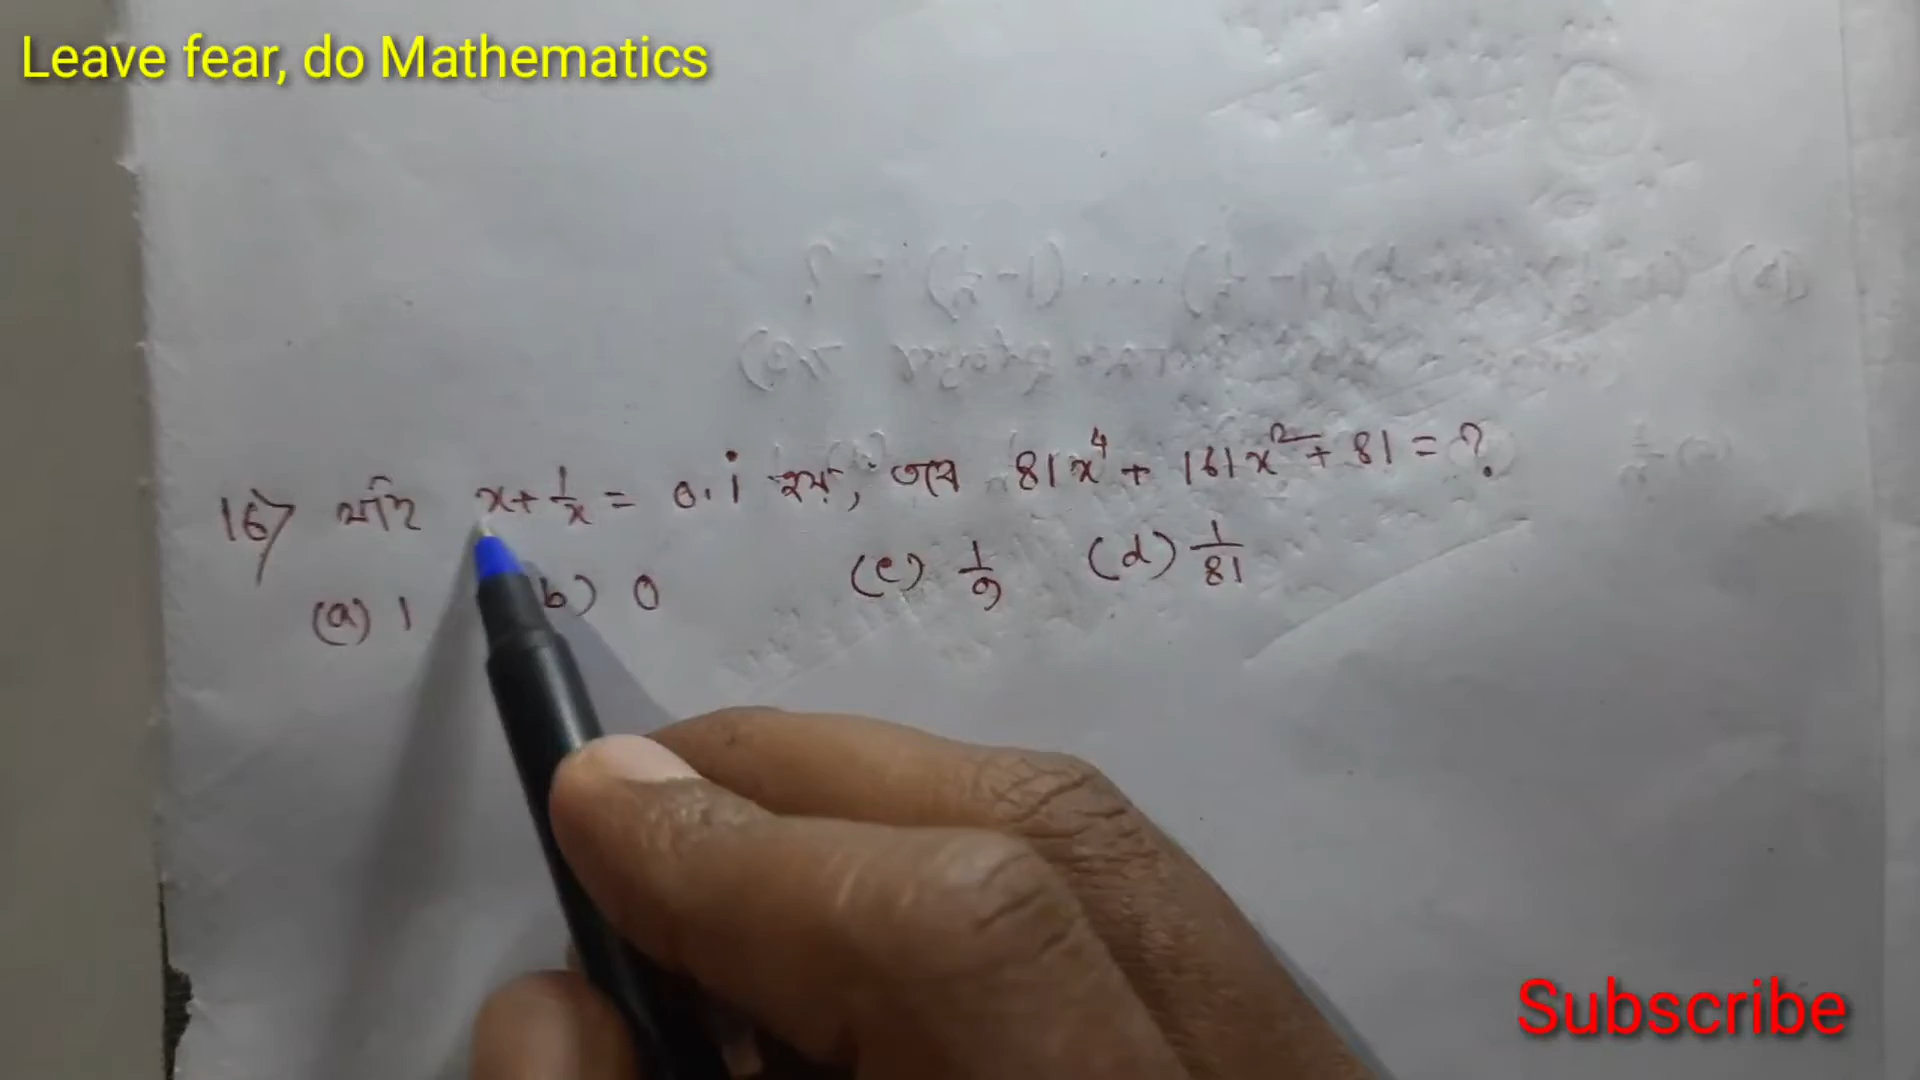 Leave fear, do Mathematics
16> যদি x + 1/x = 0.1̇ হয়, তবে 81x⁴ + 161x² + 81 = ?
(a) 1 b) 0 (c) 1/9 (d) 1/81
Subscribe